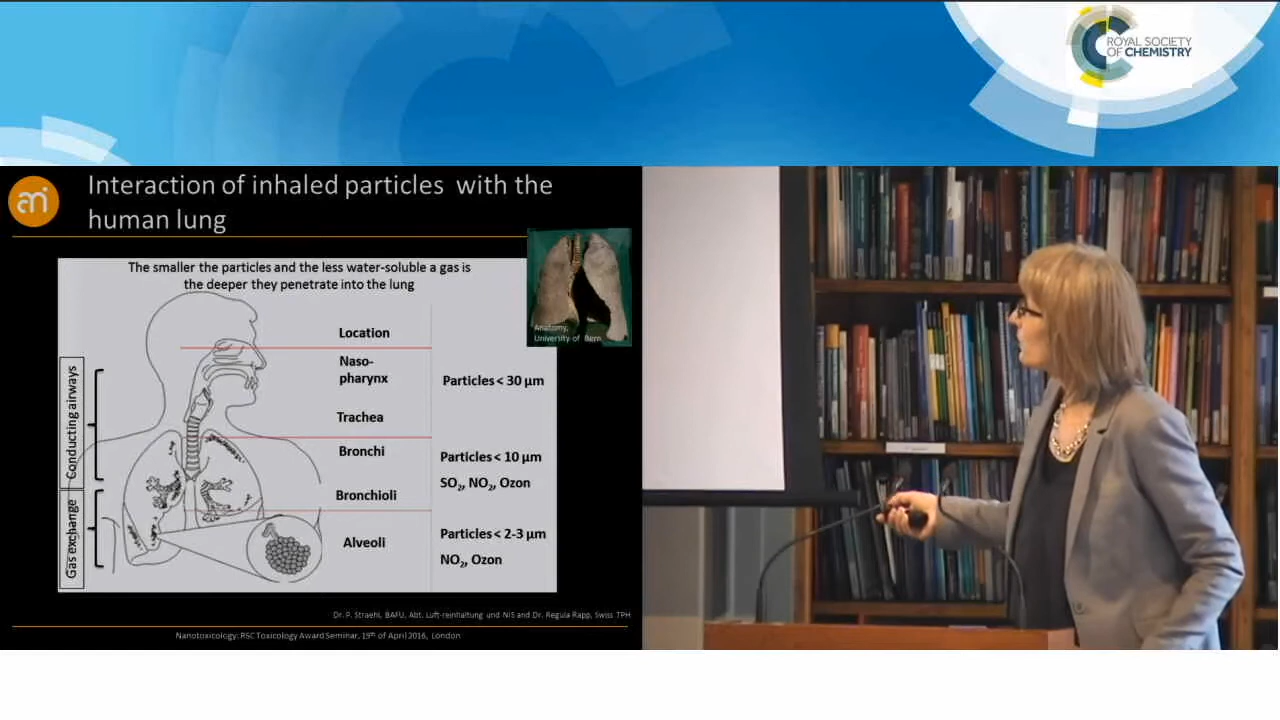 ROYAL SOCIETY
OF CHEMISTRY
ani
Interaction of inhaled particles with the
human lung
Anatomy,
University of Bern
The smaller the particles and the less water-soluble a gas is
the deeper they penetrate into the lung
Conducting airways
Gas exchange
Location
Naso-
pharynx
Particles < 30 µm
Trachea
Bronchi
Particles < 10 µm
SO2, NO2, Ozon
Bronchioli
Particles < 2-3 µm
Alveoli
NO2, Ozon
Dr. P. Straehl, BAFU, Abt. Luft-reinhaltung und NIS and Dr. Regula Rapp, Swiss TPH
Nanotoxicology: RSC Toxicology Award Seminar, 19th of April 2016, London